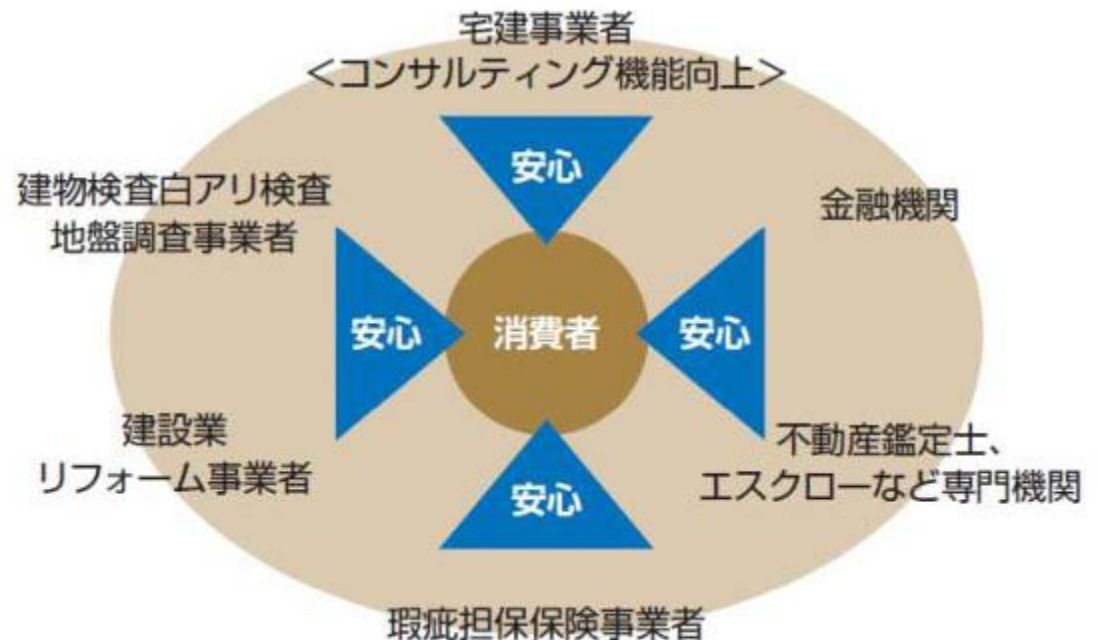 宅建事業者
＜コンサルティング機能向上＞
安心
建物検査白アリ検査
地盤調査事業者
金融機関
安心
消費者
安心
建設業
リフォーム事業者
不動産鑑定士、
エスクローなど専門機関
安心
瑕疵担保保険事業者